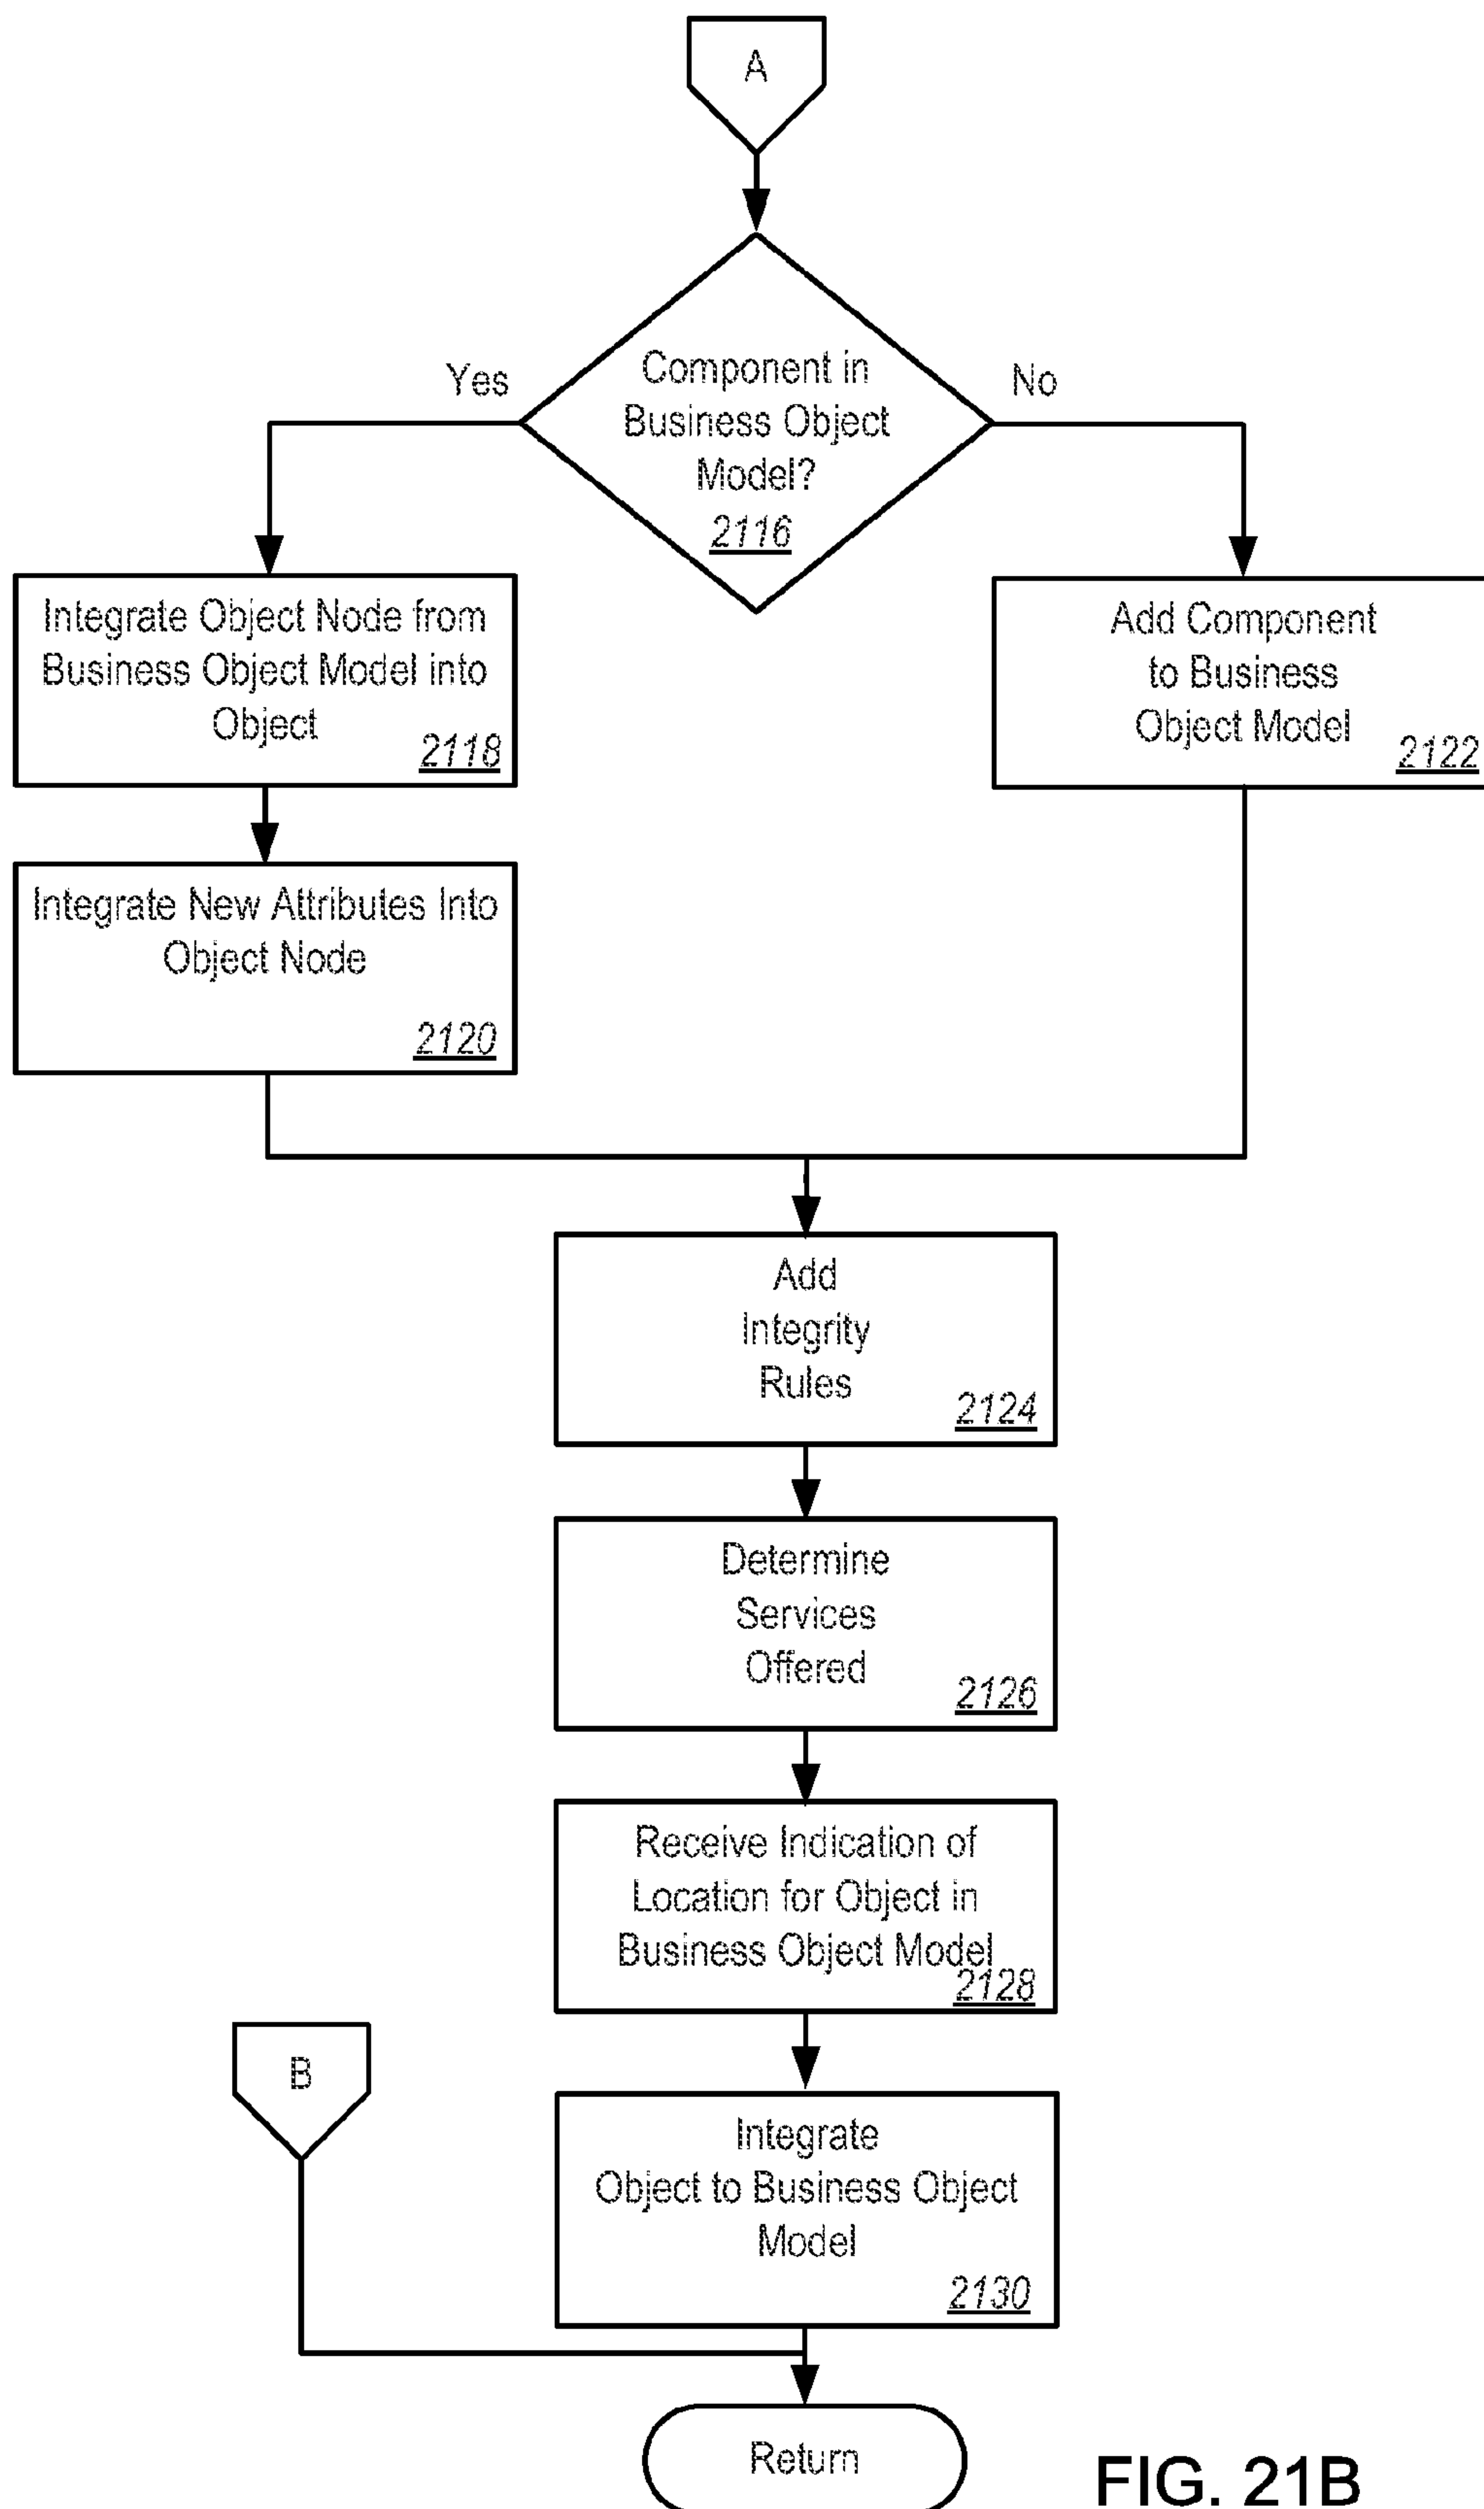 A
Component in
Business Object
Model?
2116
Yes
No
Integrate Object Node from
Business Object Model into
Object
2118
Add Component
to Business
Object Model
2122
Integrate New Attributes Into
Object Node
2120
Add
Integrity
Rules
2124
Determine
Services
Offered
2126
Receive Indication of
Location for Object in
Business Object Model
2128
B
Integrate
Object to Business Object
Model
2130
Return
FIG. 21B